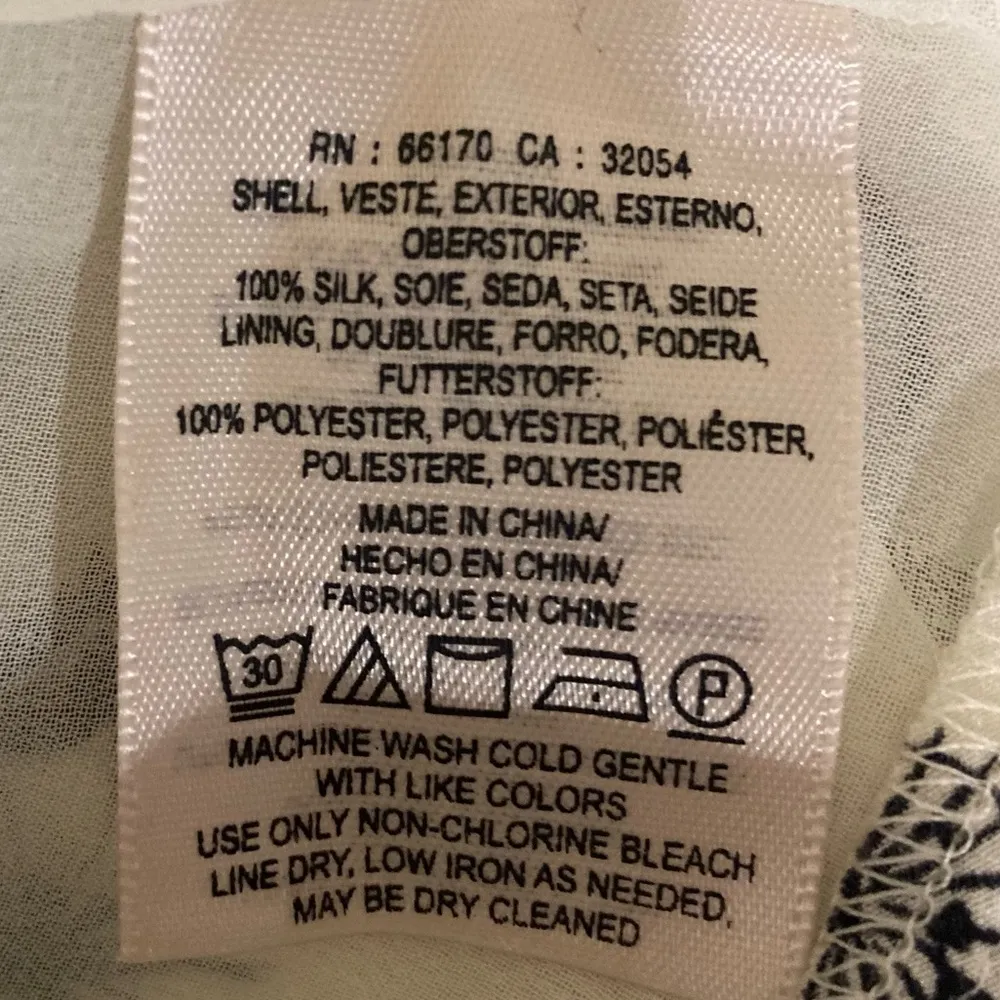 RN : 66170 CA : 32054
SHELL, VESTE, EXTERIOR, ESTERNO,
OBERSTOFF:
100% SILK, SOIE, SEDA, SETA, SEIDE
LINING, DOUBLURE, FORRO, FODERA,
FUTTERSTOFF:
100% POLYESTER, POLYESTER, POLIÉSTER,
POLIESTERE, POLYESTER
MADE IN CHINA/
HECHO EN CHINA/
FABRIQUE EN CHINE
30 P
MACHINE WASH COLD GENTLE
WITH LIKE COLORS
USE ONLY NON-CHLORINE BLEACH
LINE DRY, LOW IRON AS NEEDED,
MAY BE DRY CLEANED